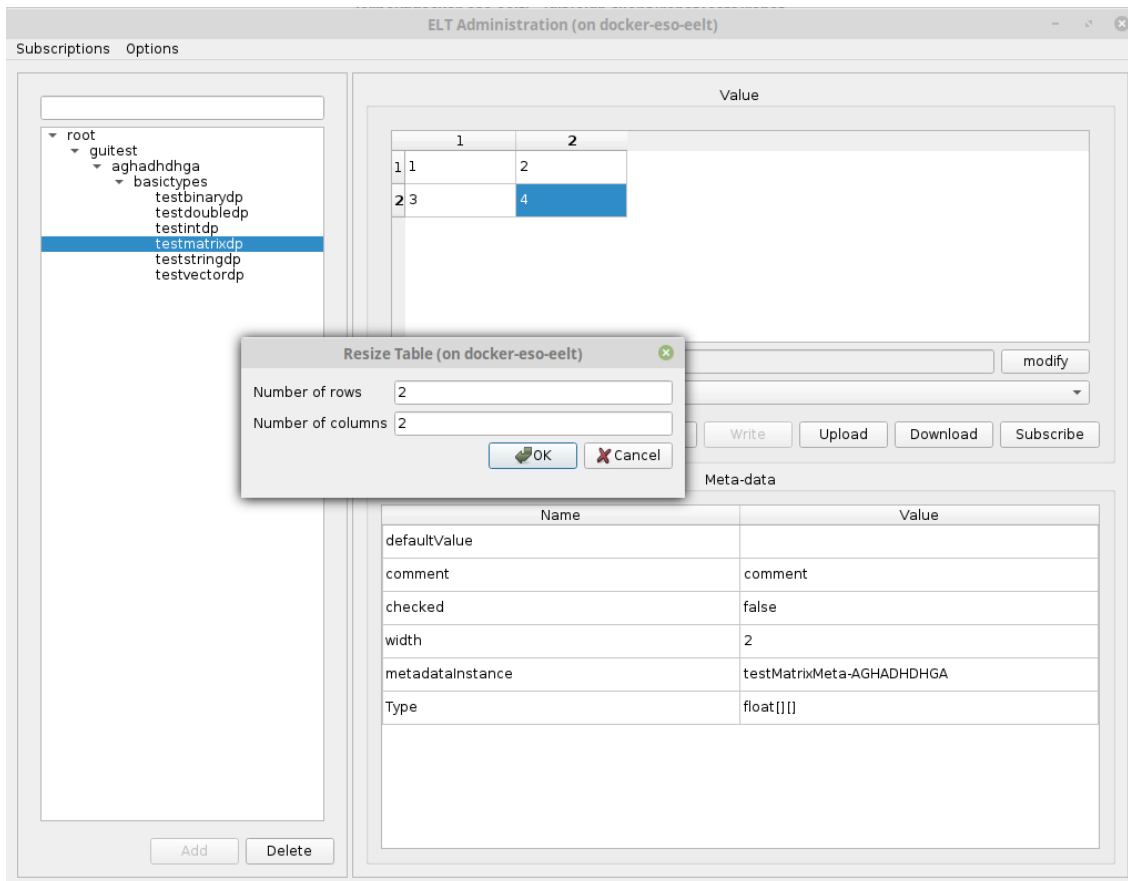 ELT Administration (on docker-eso-eelt)
Subscriptions Options
Value
root
guitest
aghadhdhga
basictypes
testbinarydp
testdoubledp
testintdp
testmatrixdp
teststringdp
testvectordp
1 2
1 1 2
2 3 4
Resize Table (on docker-eso-eelt)
Number of rows 2
Number of columns 2
OK Cancel
modify
Write Upload Download Subscribe
Meta-data
Name Value
defaultValue
comment comment
checked false
width 2
metadataInstance testMatrixMeta-AGHADHDHGA
Type float[][]
Add Delete